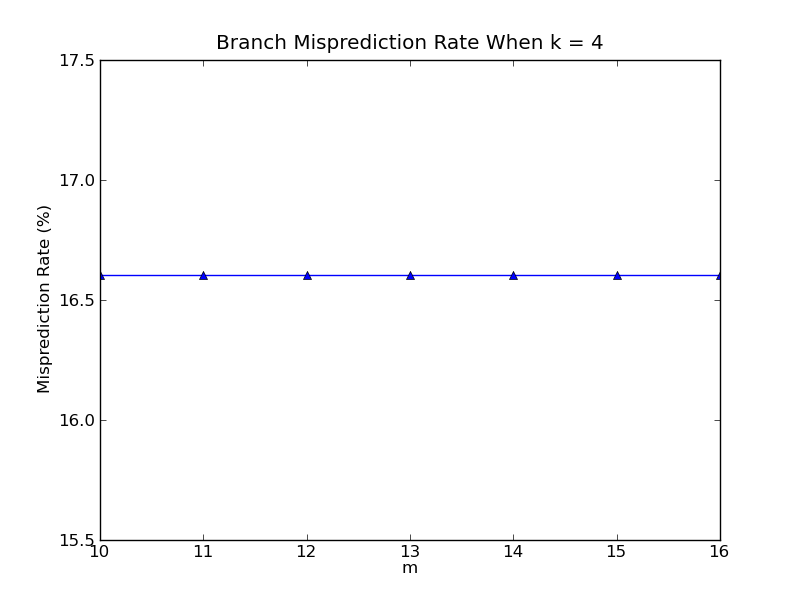 Branch Misprediction Rate When k = 4
17.5
17.0
16.5
16.0
15.5
Misprediction Rate (%)
10 11 12 13 14 15 16
m